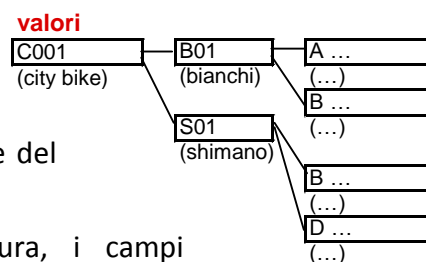 valori
C001 B01 A ...
(city bike) (bianchi) (...)
B ...
(...)
S01
e del (shimano)
B ...
(...)
D ...
ura, i campi (...)